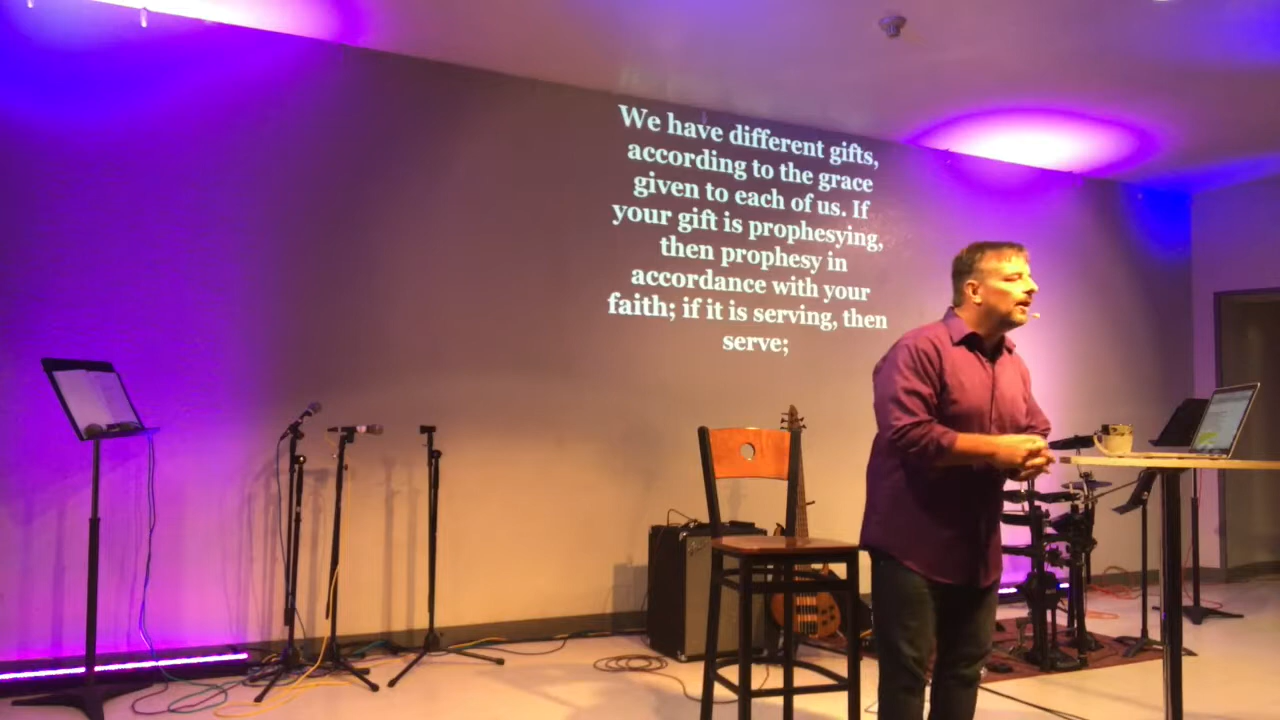 We have different gifts,
according to the grace
given to each of us. If
your gift is prophesying,
then prophesy in
accordance with your
faith; if it is serving, then
serve;